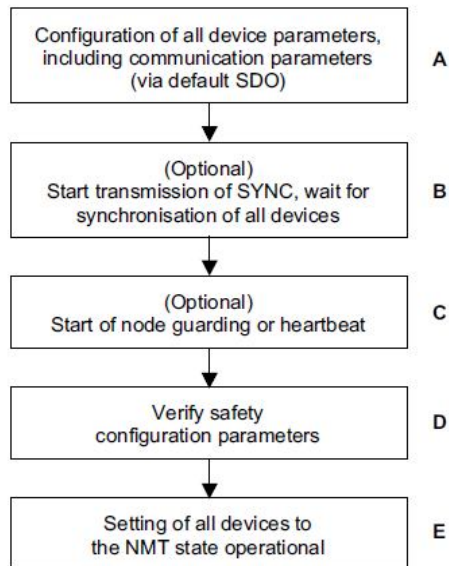 Configuration of all device parameters,
including communication parameters
(via default SDO)
A
(Optional)
Start transmission of SYNC, wait for
synchronisation of all devices
B
(Optional)
Start of node guarding or heartbeat
C
Verify safety
configuration parameters
D
Setting of all devices to
the NMT state operational
E